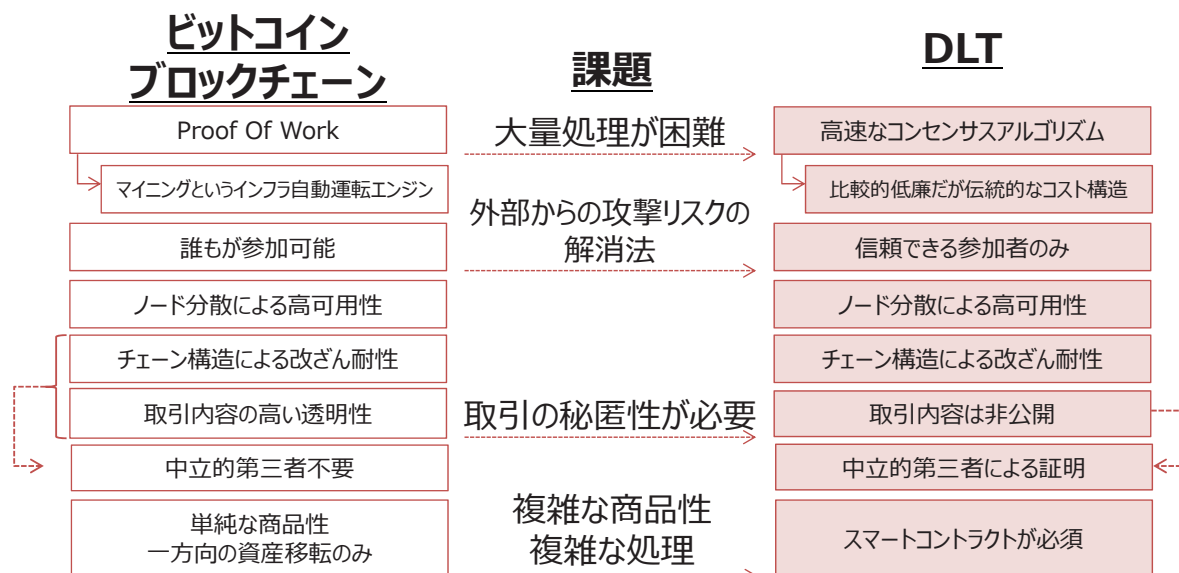 ビットコイン
ブロックチェーン
課題
DLT
Proof Of Work
大量処理が困難
高速なコンセンサスアルゴリズム
マイニングというインフラ自動運転エンジン
比較的低廉だが伝統的なコスト構造
外部からの攻撃リスクの
解消法
誰もが参加可能
信頼できる参加者のみ
ノード分散による高可用性
ノード分散による高可用性
チェーン構造による改ざん耐性
チェーン構造による改ざん耐性
取引内容の高い透明性
取引の秘匿性が必要
取引内容は非公開
中立的第三者不要
中立的第三者による証明
単純な商品性
一方向の資産移転のみ
複雑な商品性
複雑な処理
スマートコントラクトが必須